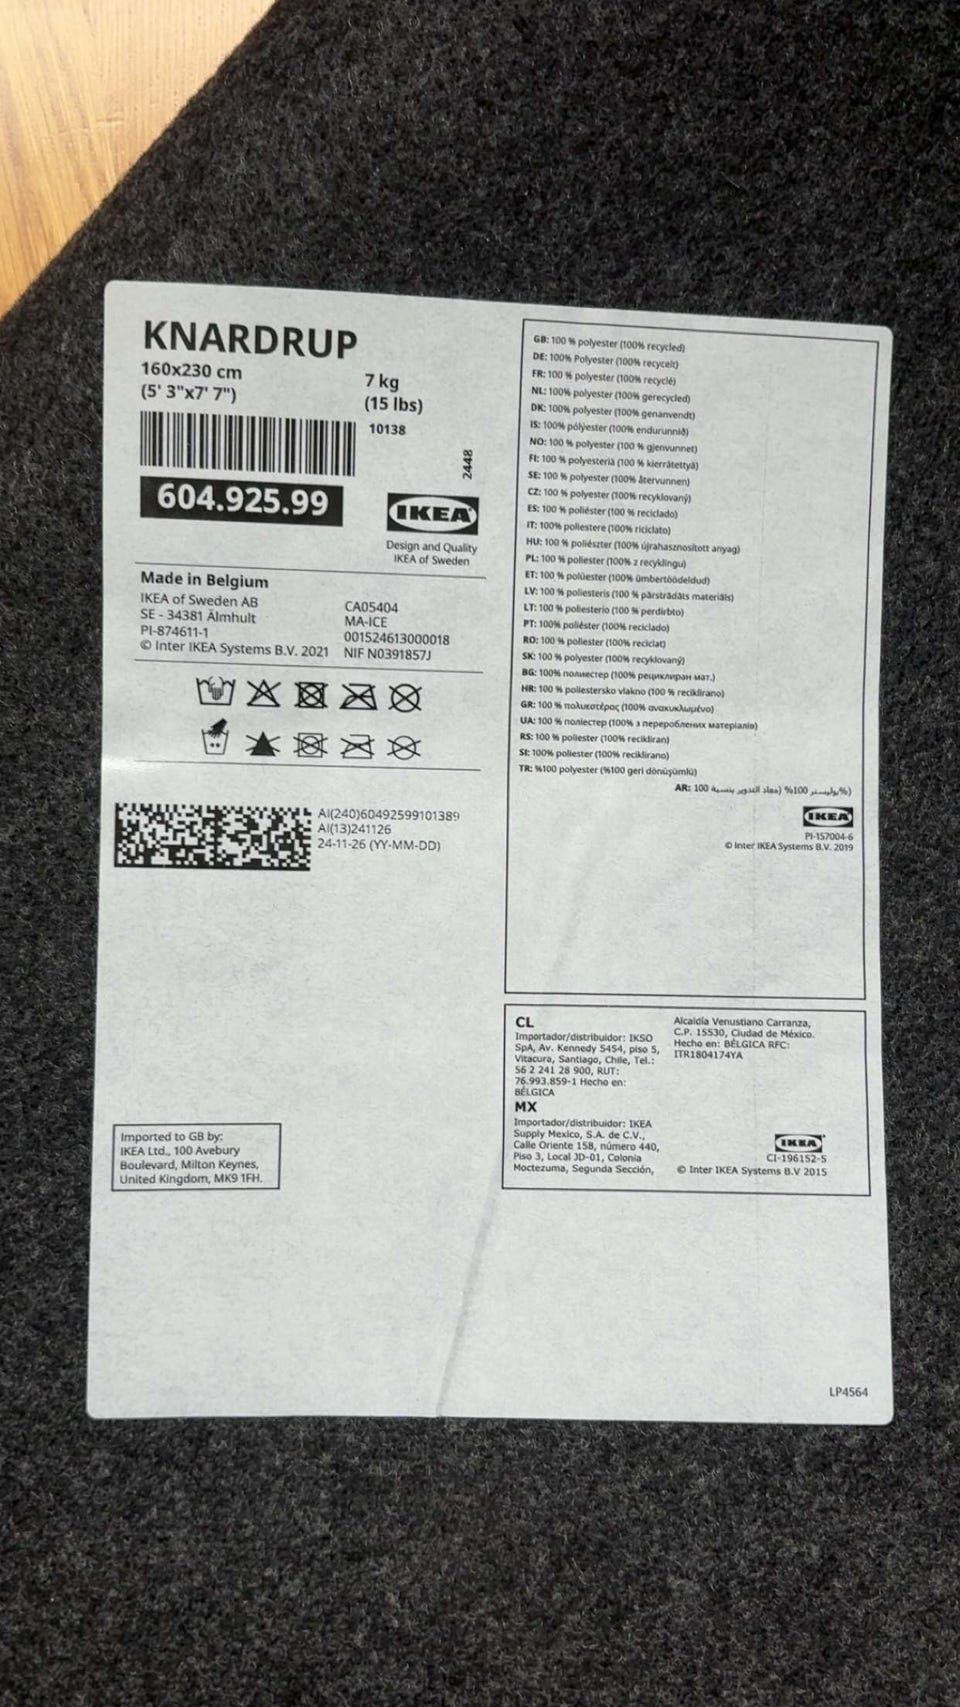 KNARDRUP
160x230 cm
(5' 3"x7' 7")
7 kg
(15 lbs)
10138
2448
604.925.99
IKEA
Design and Quality
IKEA of Sweden
Made in Belgium
IKEA of Sweden AB
SE - 34381 Älmhult
PI-874611-1
© Inter IKEA Systems B.V. 2021
CA05404
MA-ICE
001524613000018
NIF N0391857J
AI(240)60492599101389
AI(13)241126
24-11-26 (YY-MM-DD)
Imported to GB by:
IKEA Ltd., 100 Avebury
Boulevard, Milton Keynes,
United Kingdom, MK9 1FH.
GB: 100 % polyester (100% recycled)
DE: 100% Polyester (100% recycelt)
FR: 100 % polyester (100% recyclé)
NL: 100% polyester (100% gerecycled)
DK: 100% polyester (100% genanvendt)
IS: 100% pólýester (100% endurunnið)
NO: 100 % polyester (100 % gjenvunnet)
FI: 100 % polyesteriä (100 % kierrätettyä)
SE: 100 % polyester (100% återvunnen)
CZ: 100 % polyester (100% recyklovaný)
ES: 100 % poliéster (100 % reciclado)
IT: 100% poliestere (100% riciclato)
HU: 100 % poliészter (100% újrahasznosított anyag)
PL: 100 % poliester (100% z recyklingu)
ET: 100 % polüester (100% ümbertöödeldud)
LV: 100 % poliesteris (100 % pārstrādāts materiāls)
LT: 100 % poliesterio (100 % perdirbto)
PT: 100% poliéster (100% reciclado)
RO: 100 % poliester (100% reciclat)
SK: 100 % polyester (100% recyklovaný)
BG: 100% полиестер (100% рециклиран мат.)
HR: 100 % poliestersko vlakno (100 % reciklirano)
GR: 100 % πολυεστέρας (100% ανακυκλωμένο)
UA: 100 % поліестер (100% з перероблених матеріалів)
RS: 100 % poliester (100% recikliran)
SI: 100% poliester (100% reciklirano)
TR: %100 polyester (%100 geri dönüşümlü)
AR: 100 %بوليستر 100% (معاد التدوير بنسبة)
IKEA
PI-157004-6
© Inter IKEA Systems B.V. 2019
CL
Importador/distribuidor: IKSO
SpA, Av. Kennedy 5454, piso 5,
Vitacura, Santiago, Chile, Tel.:
56 2 241 28 900, RUT:
76.993.859-1 Hecho en:
BÉLGICA
MX
Importador/distribuidor: IKEA
Supply Mexico, S.A. de C.V.,
Calle Oriente 158, número 440,
Piso 3, Local JD-01, Colonia
Moctezuma, Segunda Sección,
Alcaldía Venustiano Carranza,
C.P. 15530, Ciudad de México.
Hecho en: BÉLGICA RFC:
ITR1804174YA
IKEA
CI-196152-5
© Inter IKEA Systems B.V 2015
LP4564